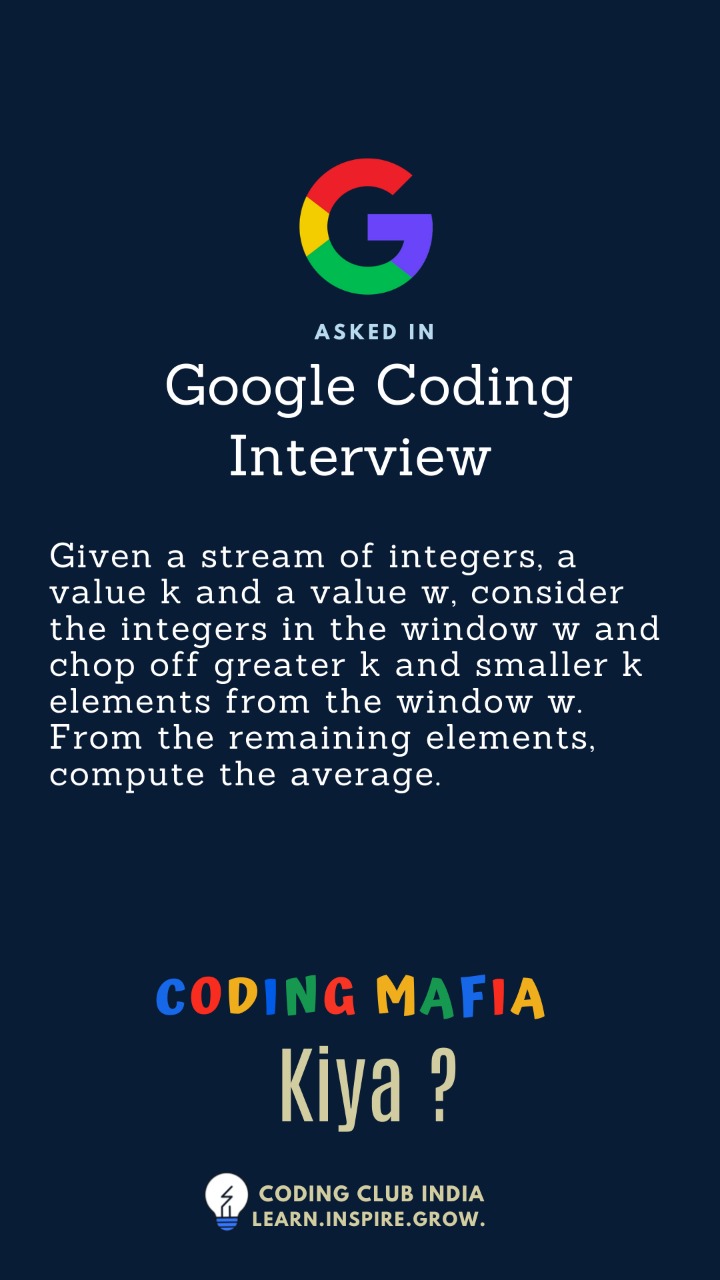 ASKED IN
Google Coding
Interview
Given a stream of integers, a
value k and a value w, consider
the integers in the window w and
chop off greater k and smaller k
elements from the window w.
From the remaining elements,
compute the average.
CODING MAFIA
Kiya ?
CODING CLUB INDIA
LEARN.INSPIRE.GROW.